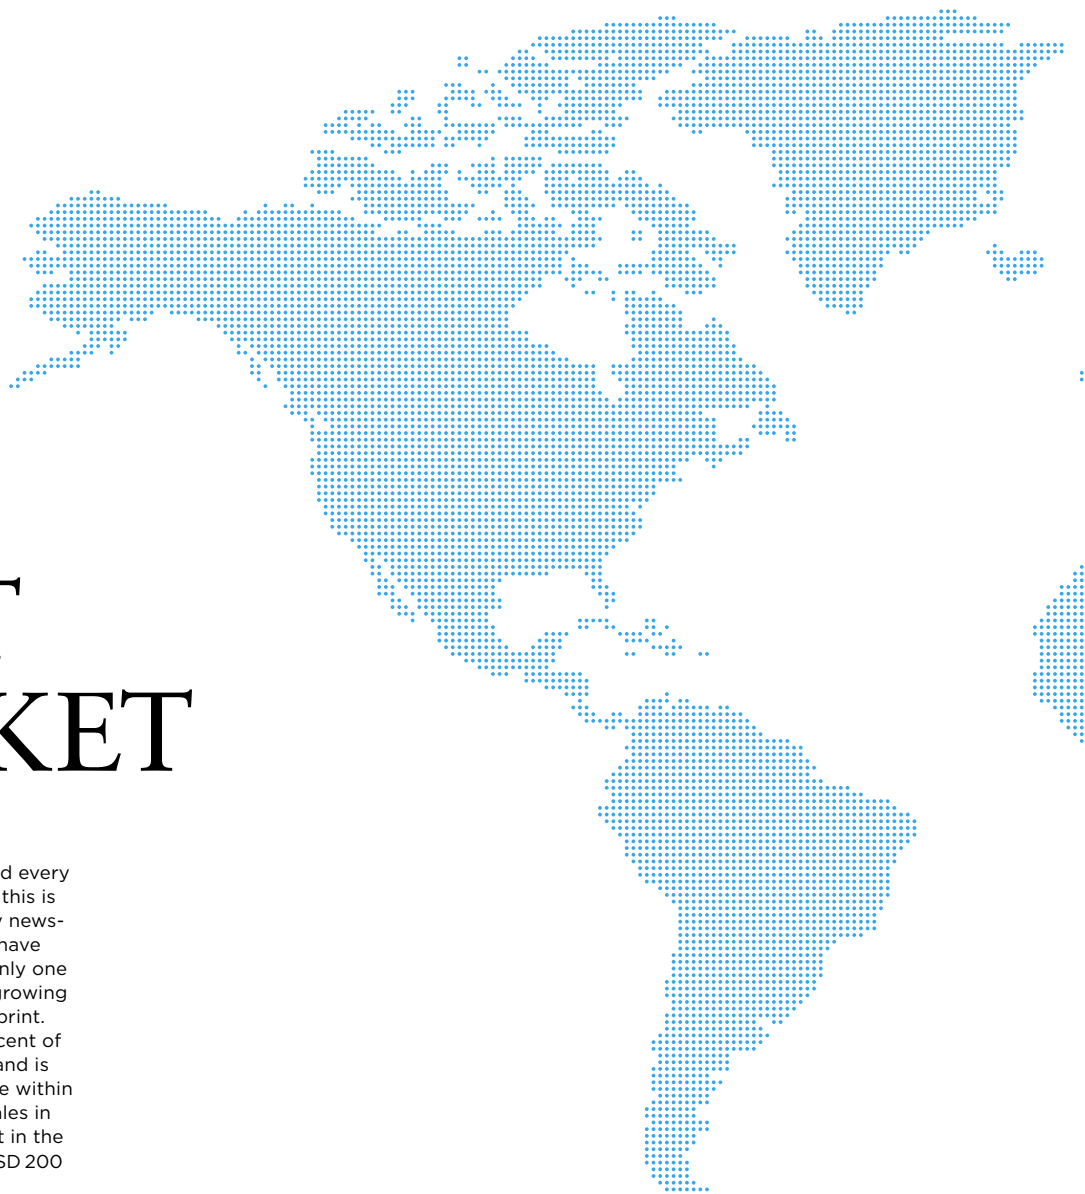 T
KET
d every
this is
news-
have
nly one
growing
print.
cent of
and is
e within
les in
t in the
SD 200